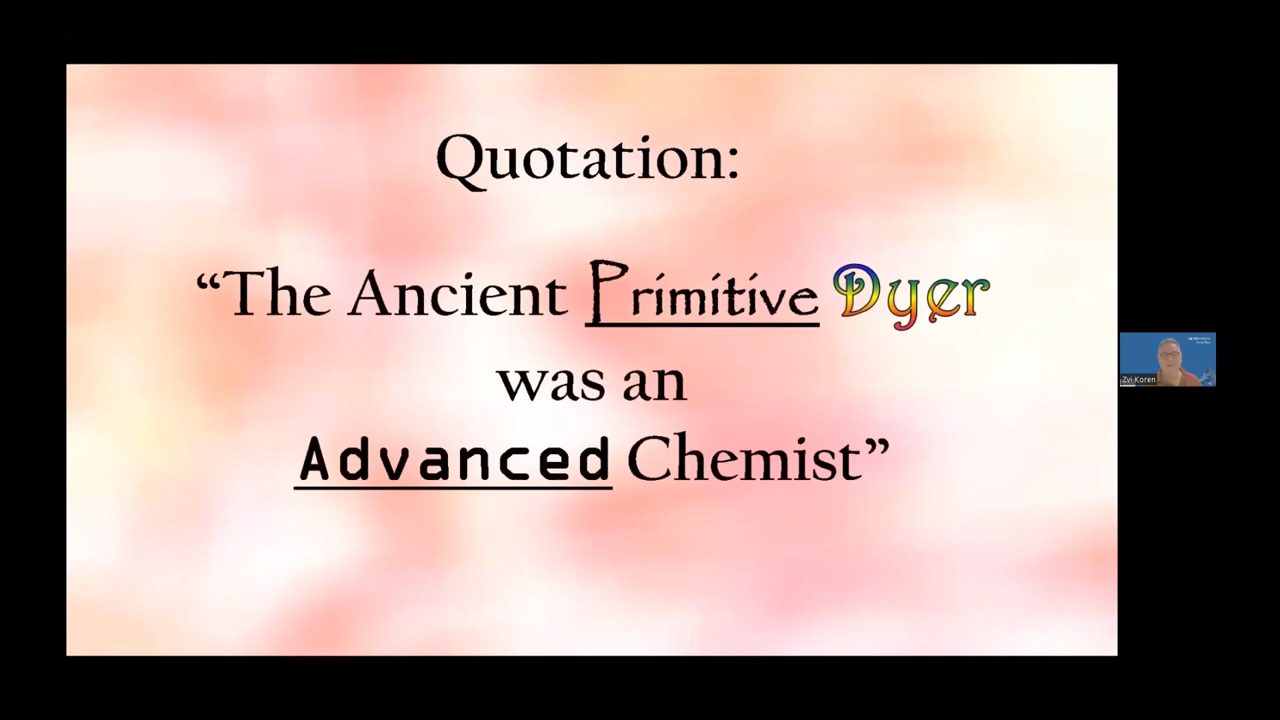 Quotation:
“The Ancient Primitive Dyer
was an
Advanced Chemist”
Zvi Koren